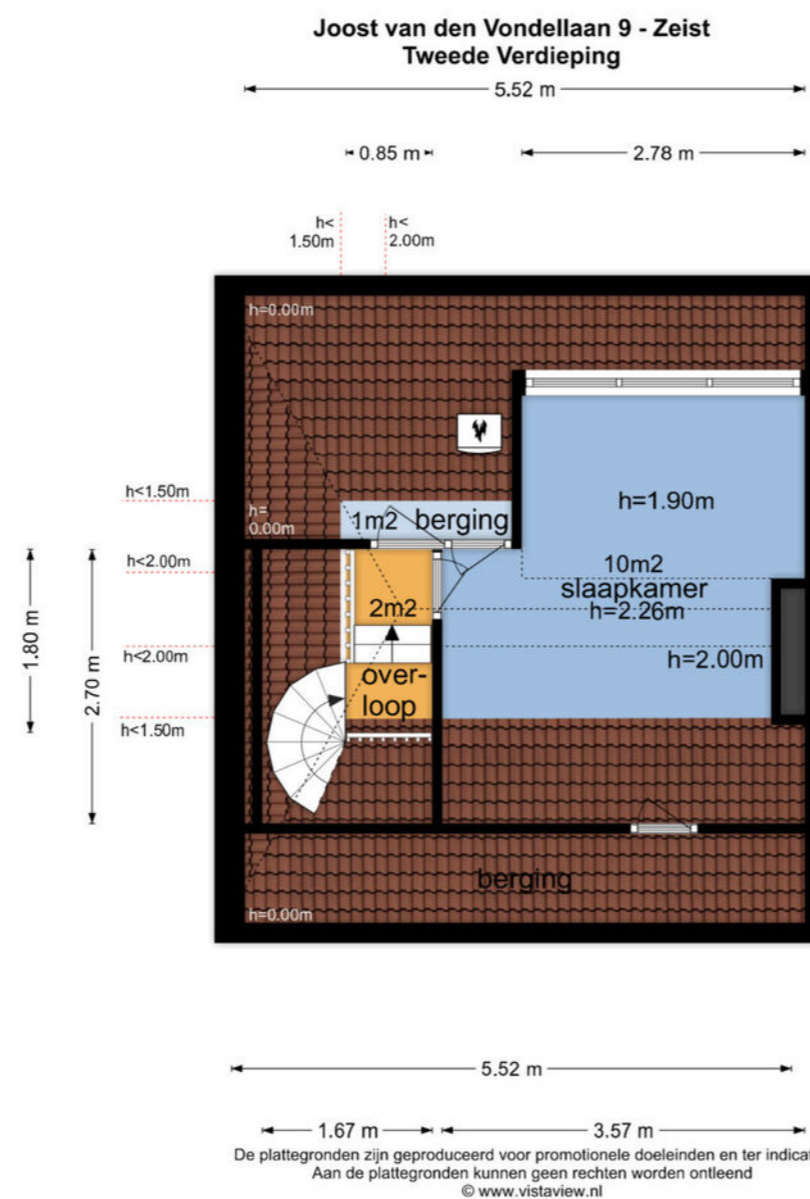 Joost van den Vondellaan 9 - Zeist
Tweede Verdieping
5.52 m
0.85 m
2.78 m
h<
1.50m
h<
2.00m
h=0.00m
h<1.50m
h=
0.00m
1m2 berging
h=1.90m
h<2.00m
10m2
slaapkamer
h=2.26m
2m2
1.80 m
2.70 m
h<2.00m
h=2.00m
over-
loop
h<1.50m
berging
h=0.00m
5.52 m
1.67 m
3.57 m
De plattegronden zijn geproduceerd voor promotionele doeleinden en ter indicat
Aan de plattegronden kunnen geen rechten worden ontleend
© www.vistaview.nl